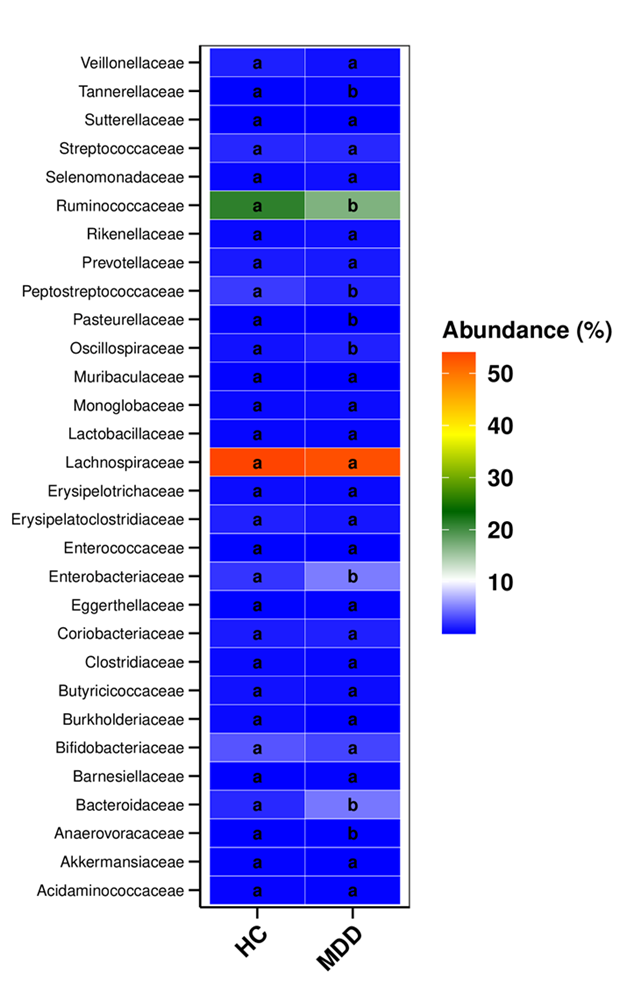 Veillonellaceae a a
Tannerellaceae a b
Sutterellaceae a a
Streptococcaceae a a
Selenomonadaceae a a
Ruminococcaceae a b
Rikenellaceae a a
Prevotellaceae a a
Peptostreptococcaceae a b
Pasteurellaceae a b
Oscillospiraceae a b
Muribaculaceae a a
Monoglobaceae a a
Lactobacillaceae a a
Lachnospiraceae a a
Erysipelotrichaceae a a
Erysipelatoclostridiaceae a a
Enterococcaceae a a
Enterobacteriaceae a b
Eggerthellaceae a a
Coriobacteriaceae a a
Clostridiaceae a a
Butyricicoccaceae a a
Burkholderiaceae a a
Bifidobacteriaceae a a
Barnesiellaceae a a
Bacteroidaceae a b
Anaerovoracaceae a b
Akkermansiaceae a a
Acidaminococcaceae a a
HC MDD
Abundance (%)
50
40
30
20
10